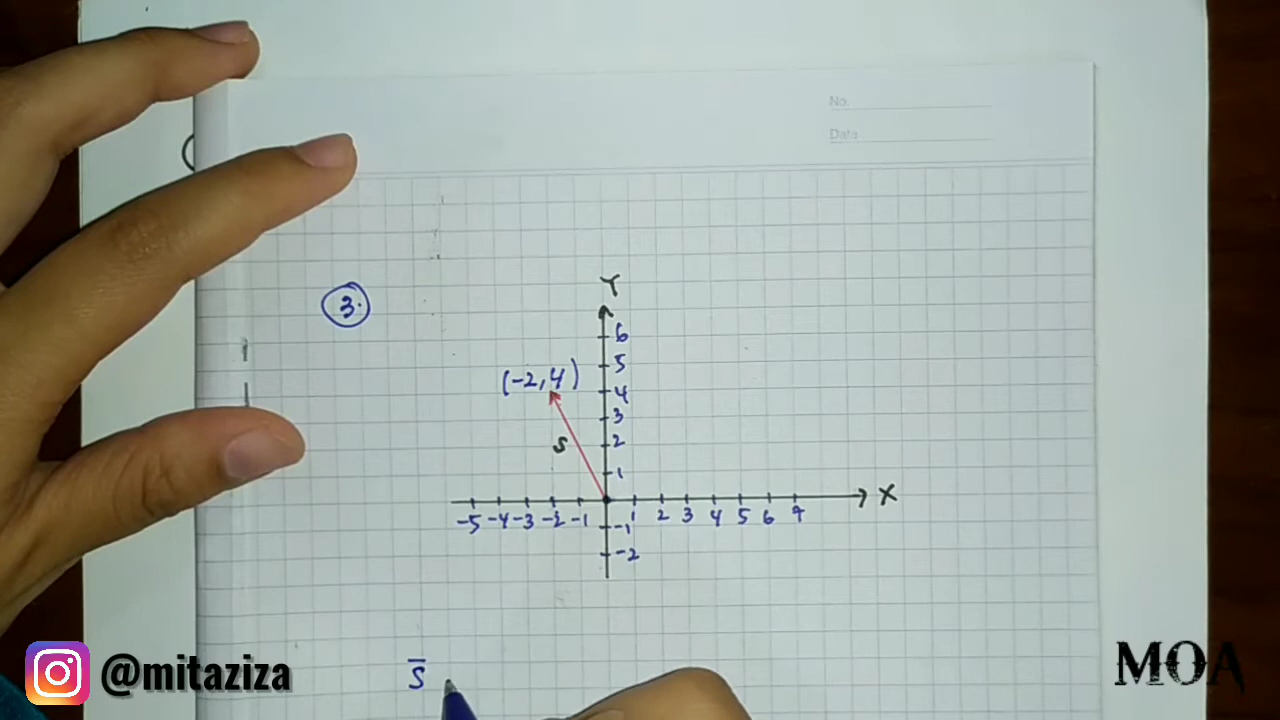 No.
Date
3.
Y
6
5
(-2,4)
4
3
s
2
1
X
-5 -4 -3 -2 -1 1 2 3 4 5 6 7
-1
-2
s̅
@mitaziza
MOA